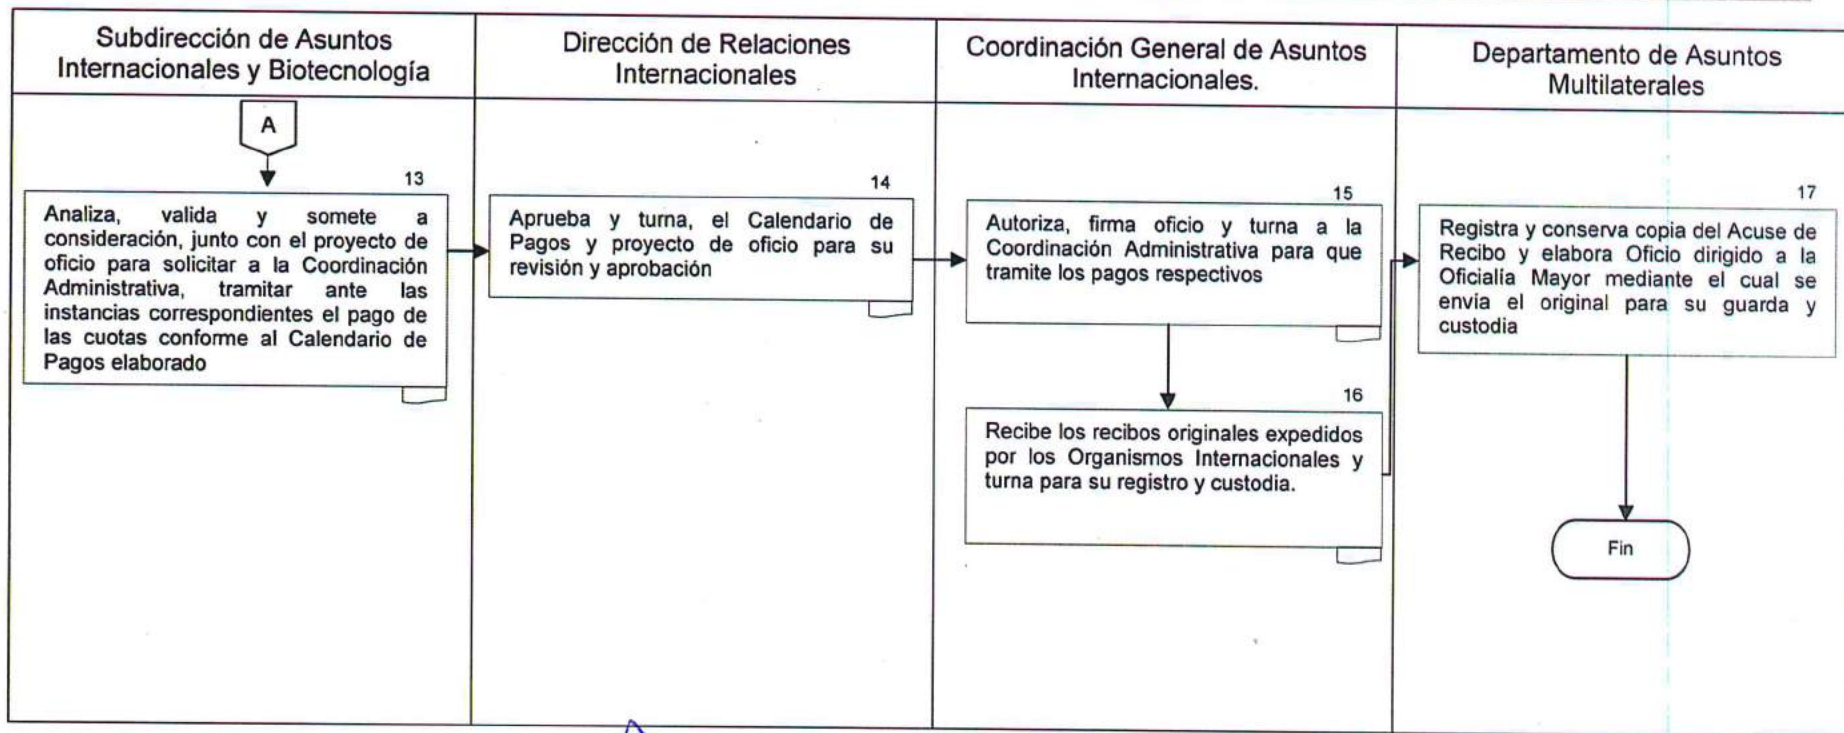 Subdirección de Asuntos
Internacionales y Biotecnología
Dirección de Relaciones
Internacionales
Coordinación General de Asuntos
Internacionales.
Departamento de Asuntos
Multilaterales
A
13
Analiza, valida y somete a
consideración, junto con el proyecto de
oficio para solicitar a la Coordinación
Administrativa, tramitar ante las
instancias correspondientes el pago de
las cuotas conforme al Calendario de
Pagos elaborado
14
Aprueba y turna, el Calendario de
Pagos y proyecto de oficio para su
revisión y aprobación
15
Autoriza, firma oficio y turna a la
Coordinación Administrativa para que
tramite los pagos respectivos
16
Recibe los recibos originales expedidos
por los Organismos Internacionales y
turna para su registro y custodia.
17
Registra y conserva copia del Acuse de
Recibo y elabora Oficio dirigido a la
Oficialía Mayor mediante el cual se
envia el original para su guarda y
custodia
Fin